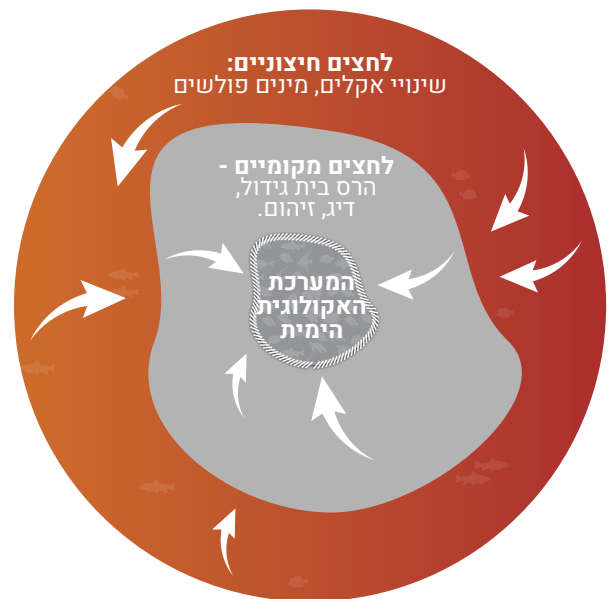 לחצים חיצוניים:
שינויי אקלים, מינים פולשים
לחצים מקומיים -
הרס בית גידול,
דיג, זיהום.
המערכת
האקולוגית
הימית